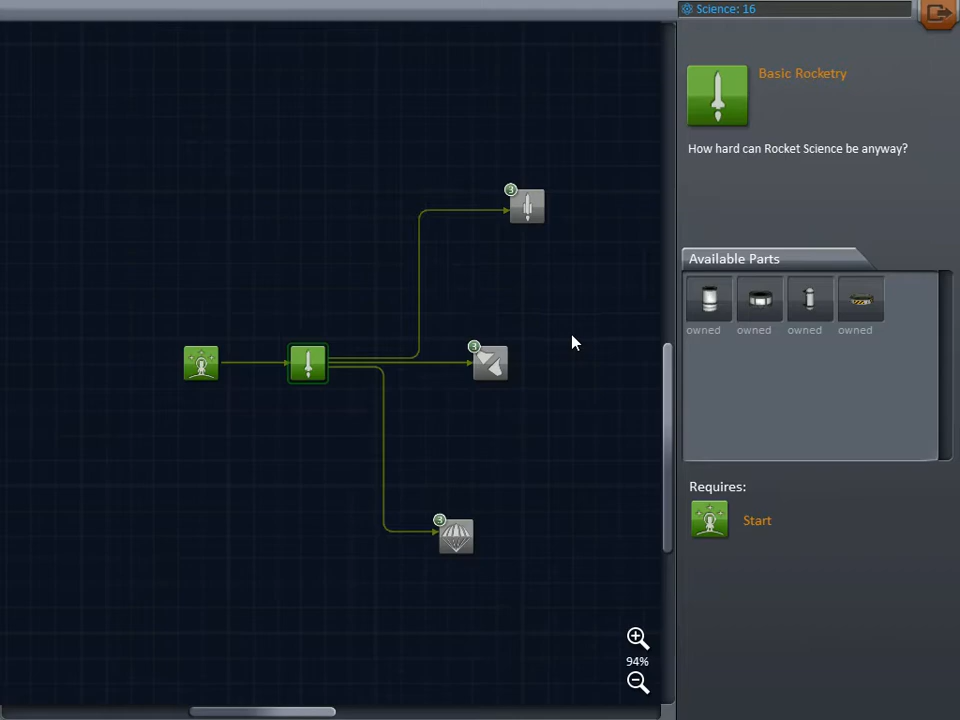 Science: 16
Basic Rocketry
How hard can Rocket Science be anyway?
3
Available Parts
owned owned owned owned
3
Requires:
Start
3
94%